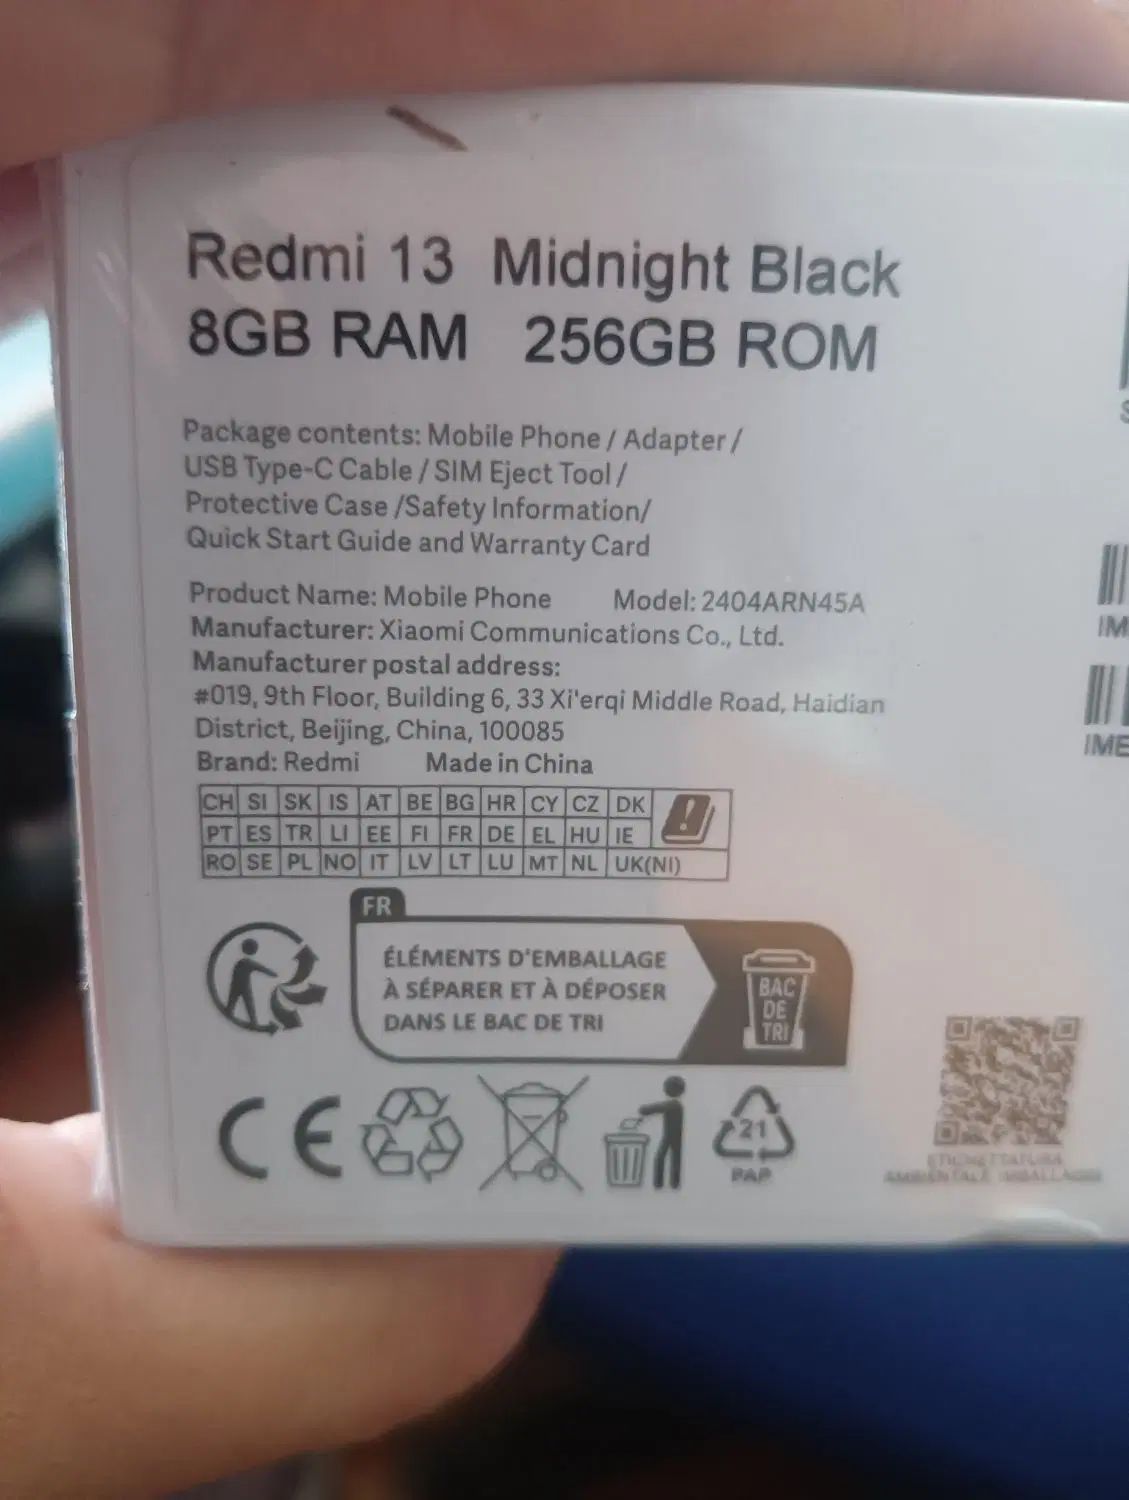 Redmi 13 Midnight Black
8GB RAM 256GB ROM
Package contents: Mobile Phone / Adapter /
USB Type-C Cable / SIM Eject Tool /
Protective Case /Safety Information/
Quick Start Guide and Warranty Card
Product Name: Mobile Phone Model: 2404ARN45A
Manufacturer: Xiaomi Communications Co., Ltd.
Manufacturer postal address:
#019, 9th Floor, Building 6, 33 Xi'erqi Middle Road, Haidian
District, Beijing, China, 100085
Brand: Redmi Made in China
CH SI SK IS AT BE BG HR CY CZ DK
PT ES TR LI EE FI FR DE EL HU IE
RO SE PL NO IT LV LT LU MT NL UK(NI)
FR
ÉLÉMENTS D'EMBALLAGE
À SÉPARER ET À DÉPOSER
DANS LE BAC DE TRI
BAC
DE
TRI
CE
21
PAP
ETICHETTATURA
AMBIENTALE IMBALLAGGI